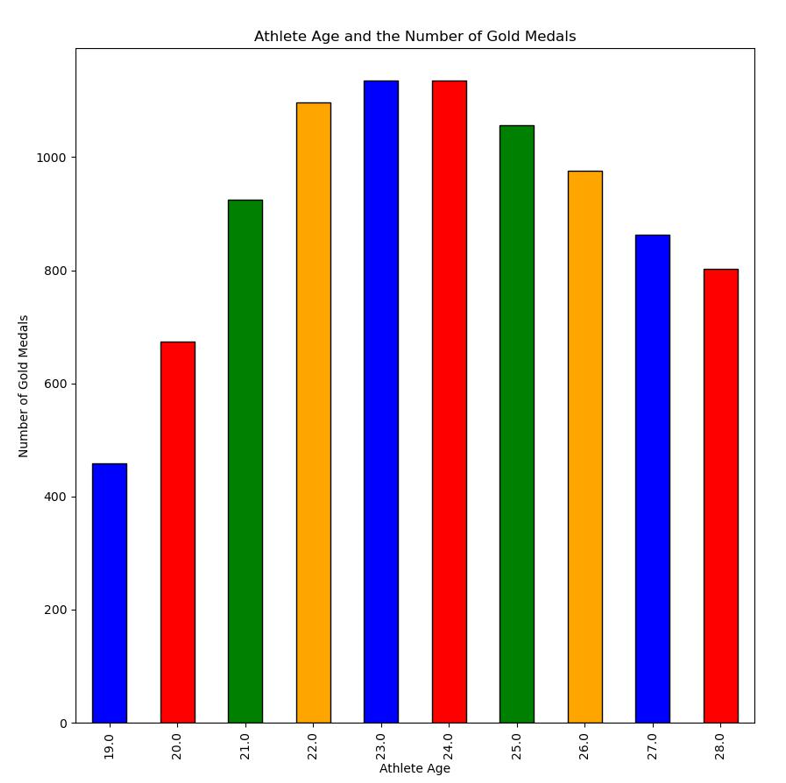 Athlete Age and the Number of Gold Medals
Number of Gold Medals
1000
800
600
400
200
0
19.0 20.0 21.0 22.0 23.0 24.0 25.0 26.0 27.0 28.0
Athlete Age